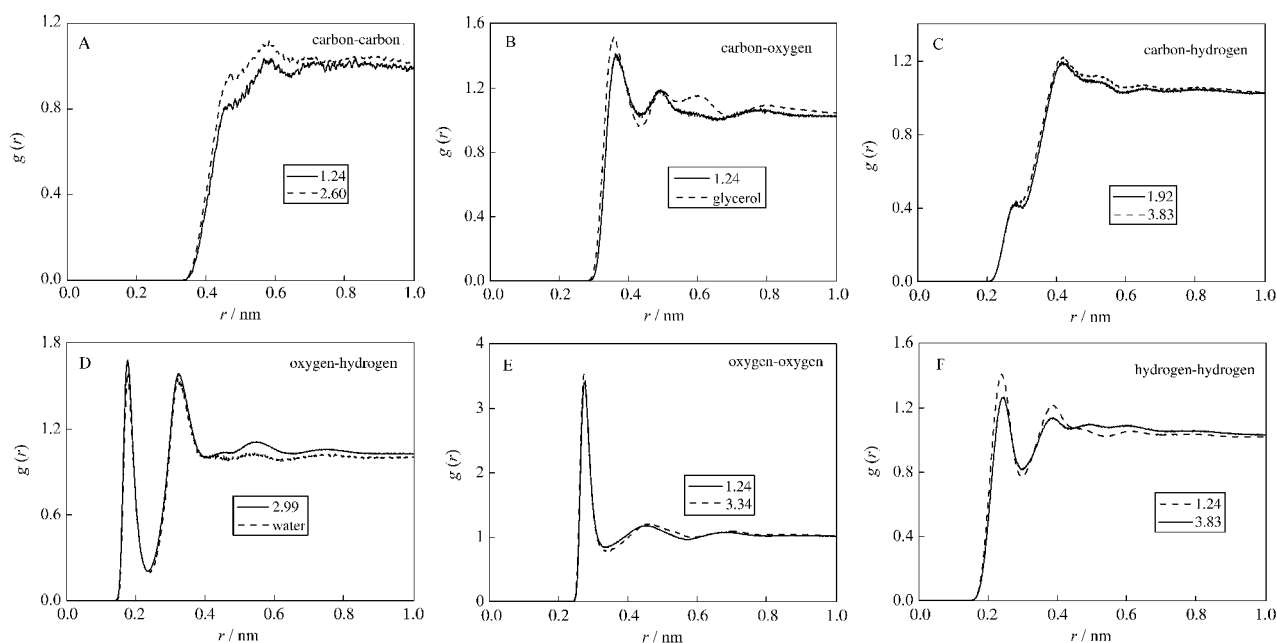 A
carbon-carbon
g (r)
1.2
0.8
0.4
0.0
1.24
2.60
0.0 0.2 0.4 0.6 0.8 1.0
r / nm
B
carbon-oxygen
g (r)
1.6
1.2
0.8
0.4
0.0
1.24
glycerol
0.0 0.2 0.4 0.6 0.8 1.0
r / nm
C
carbon-hydrogen
g (r)
1.2
0.8
0.4
0.0
1.92
3.83
0.0 0.2 0.4 0.6 0.8 1.0
r / nm
D
oxygen-hydrogen
g (r)
1.8
1.2
0.6
0.0
2.99
water
0.0 0.2 0.4 0.6 0.8 1.0
r / nm
E
oxygen-oxygen
g (r)
4
3
2
1
0
1.24
3.34
0.0 0.2 0.4 0.6 0.8 1.0
r / nm
F
hydrogen-hydrogen
g (r)
1.6
1.2
0.8
0.4
0.0
1.24
3.83
0.0 0.2 0.4 0.6 0.8 1.0
r / nm